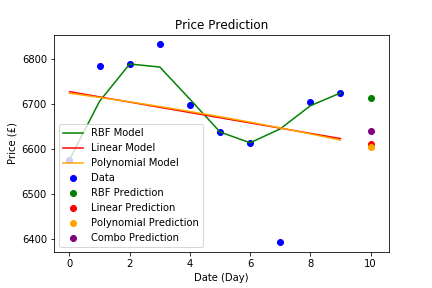 Price Prediction
Price (£)
6800
6700
6600
6500
6400
RBF Model
Linear Model
Polynomial Model
Data
RBF Prediction
Linear Prediction
Polynomial Prediction
Combo Prediction
0 2 4 6 8 10
Date (Day)